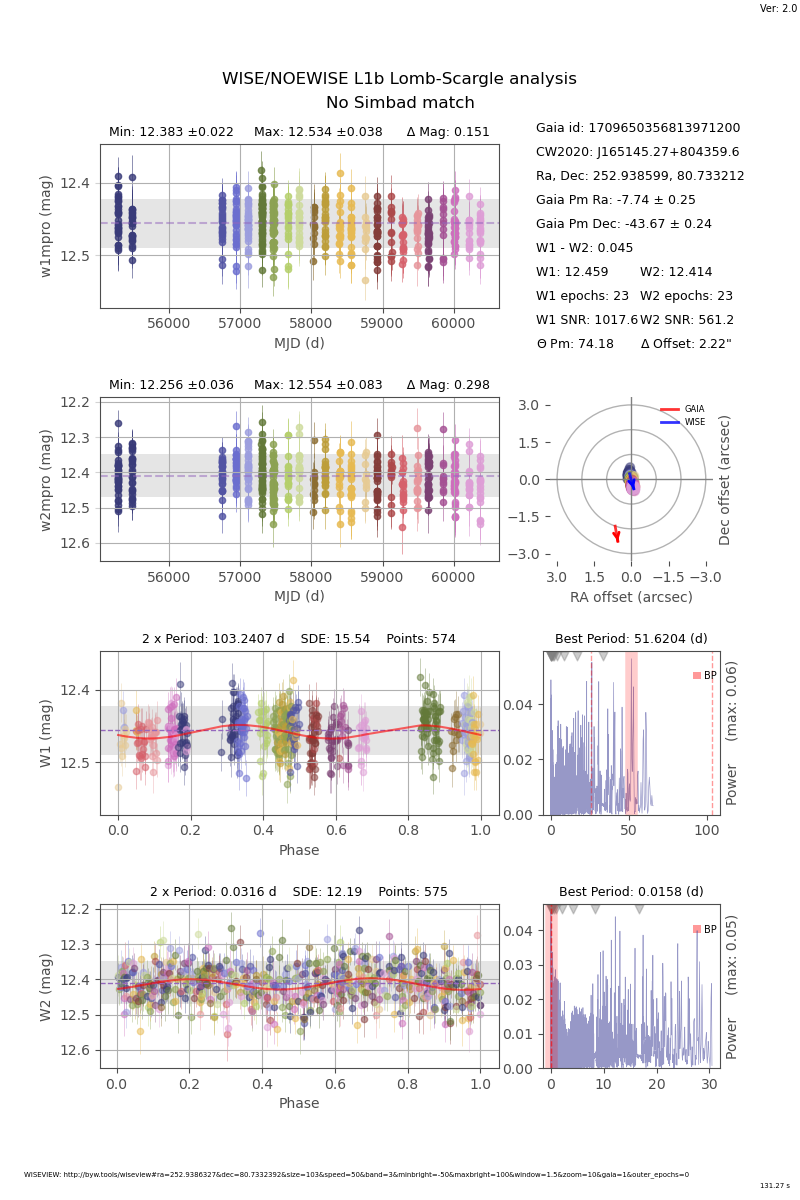 Ver: 2.0
WISE/NOEWISE L1b Lomb-Scargle analysis
No Simbad match
Min: 12.383 ±0.022 Max: 12.534 ±0.038 Δ Mag: 0.151
12.4
12.5
w1mpro (mag)
56000 57000 58000 59000 60000
MJD (d)
Gaia id: 1709650356813971200
CW2020: J165145.27+804359.6
Ra, Dec: 252.938599, 80.733212
Gaia Pm Ra: -7.74 ± 0.25
Gaia Pm Dec: -43.67 ± 0.24
W1 - W2: 0.045
W1: 12.459 W2: 12.414
W1 epochs: 23 W2 epochs: 23
W1 SNR: 1017.6 W2 SNR: 561.2
Θ Pm: 74.18 Δ Offset: 2.22"
Min: 12.256 ±0.036 Max: 12.554 ±0.083 Δ Mag: 0.298
12.2
12.3
12.4
12.5
12.6
w2mpro (mag)
56000 57000 58000 59000 60000
MJD (d)
GAIA
WISE
3.0
1.5
0.0
−1.5
−3.0
Dec offset (arcsec)
3.0 1.5 0.0 −1.5 −3.0
RA offset (arcsec)
2 x Period: 103.2407 d SDE: 15.54 Points: 574
12.4
12.5
W1 (mag)
0.0 0.2 0.4 0.6 0.8 1.0
Phase
Best Period: 51.6204 (d)
BP
0.04
0.02
0.00
0 50 100
Power (max: 0.06)
2 x Period: 0.0316 d SDE: 12.19 Points: 575
12.2
12.3
12.4
12.5
12.6
W2 (mag)
0.0 0.2 0.4 0.6 0.8 1.0
Phase
Best Period: 0.0158 (d)
BP
0.04
0.03
0.02
0.01
0.00
0 10 20 30
Power (max: 0.05)
WISEVIEW: http://byw.tools/wiseview#ra=252.9386327&dec=80.7332392&size=103&speed=50&band=3&minbright=-50&maxbright=100&window=1.5&zoom=10&gaia=1&outer_epochs=0
131.27 s